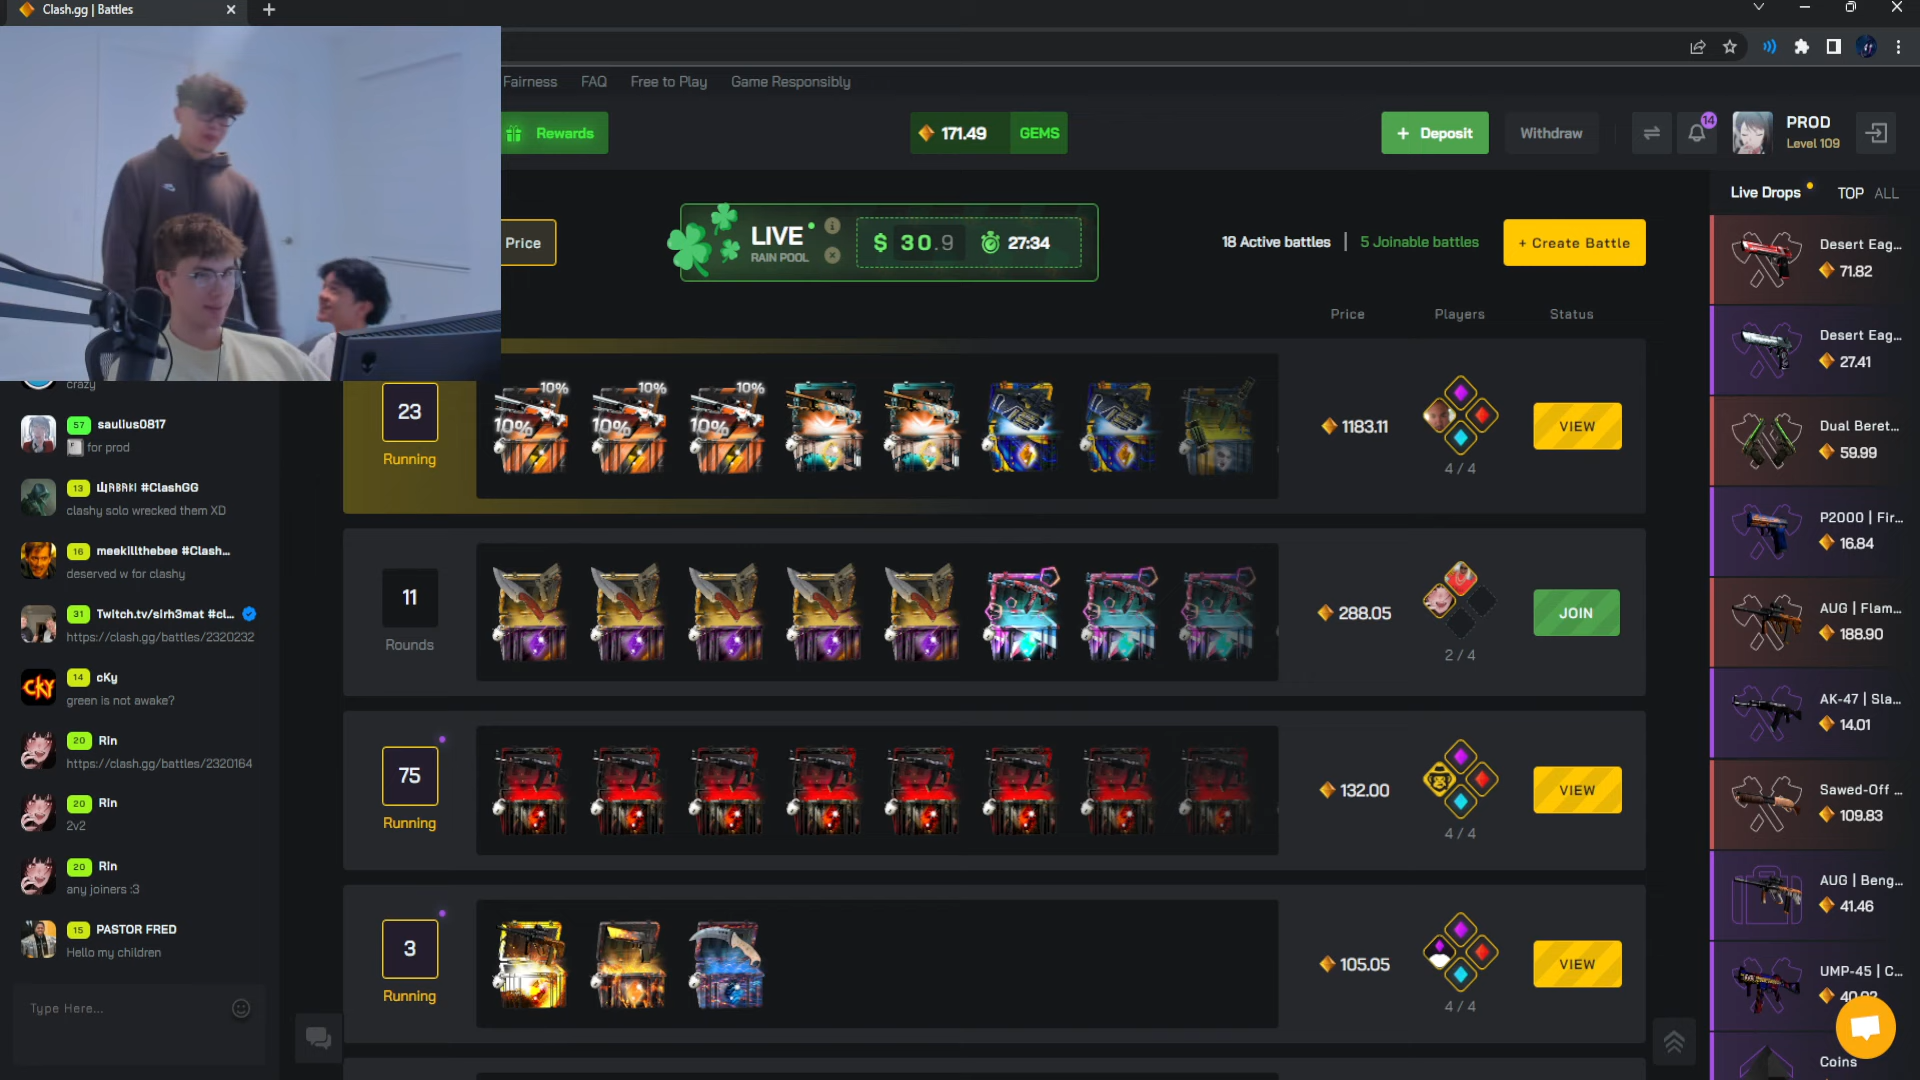 Clash.gg | Battles
Fairness FAQ Free to Play Game Responsibly
Rewards
171.49 GEMS
+ Deposit
Withdraw
14
PROD
Level 109
Price
LIVE
RAIN POOL
$ 30.9
27:34
18 Active battles | 5 Joinable battles
+ Create Battle
Price Players Status
23
Running
10% 10% 10%
10% 10% 10%
1183.11
4 / 4
VIEW
11
Rounds
288.05
2 / 4
JOIN
75
Running
132.00
4 / 4
VIEW
3
Running
105.05
4 / 4
VIEW
crazy
57 saullus0817
for prod
13 #ClashGG
clashy solo wrecked them XD
16 meekillthebee #Clash...
deserved w for clashy
31 Twitch.tv/sirh3mat #cl...
https://clash.gg/battles/2320232
CKY
14 cKy
green is not awake?
20 Rin
https://clash.gg/battles/2320164
20 Rin
2v2
20 Rin
any joiners :3
15 PASTOR FRED
Hello my children
Type Here...
Live Drops TOP ALL
Desert Eag...
71.82
Desert Eag...
27.41
Dual Beret...
59.99
P2000 | Fir...
16.84
AUG | Flam...
188.90
AK-47 | Sla...
14.01
Sawed-Off ...
109.83
AUG | Beng...
41.46
UMP-45 | C...
Coins